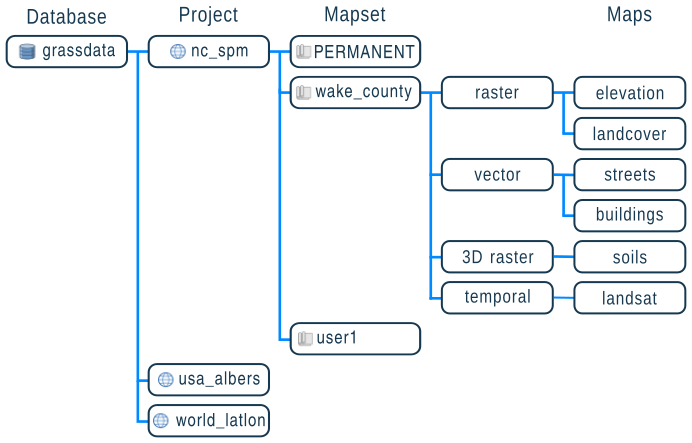 Database Project Mapset Maps
grassdata nc_spm PERMANENT
wake_county raster elevation
landcover
vector streets
buildings
3D raster soils
temporal landsat
user1
usa_albers
world_latlon